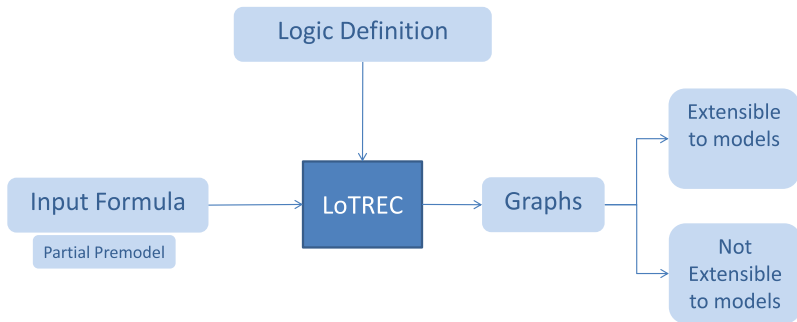 Logic Definition
Extensible
to models
Input Formula
LoTREC
Graphs
Partial Premodel
Not
Extensible
to models